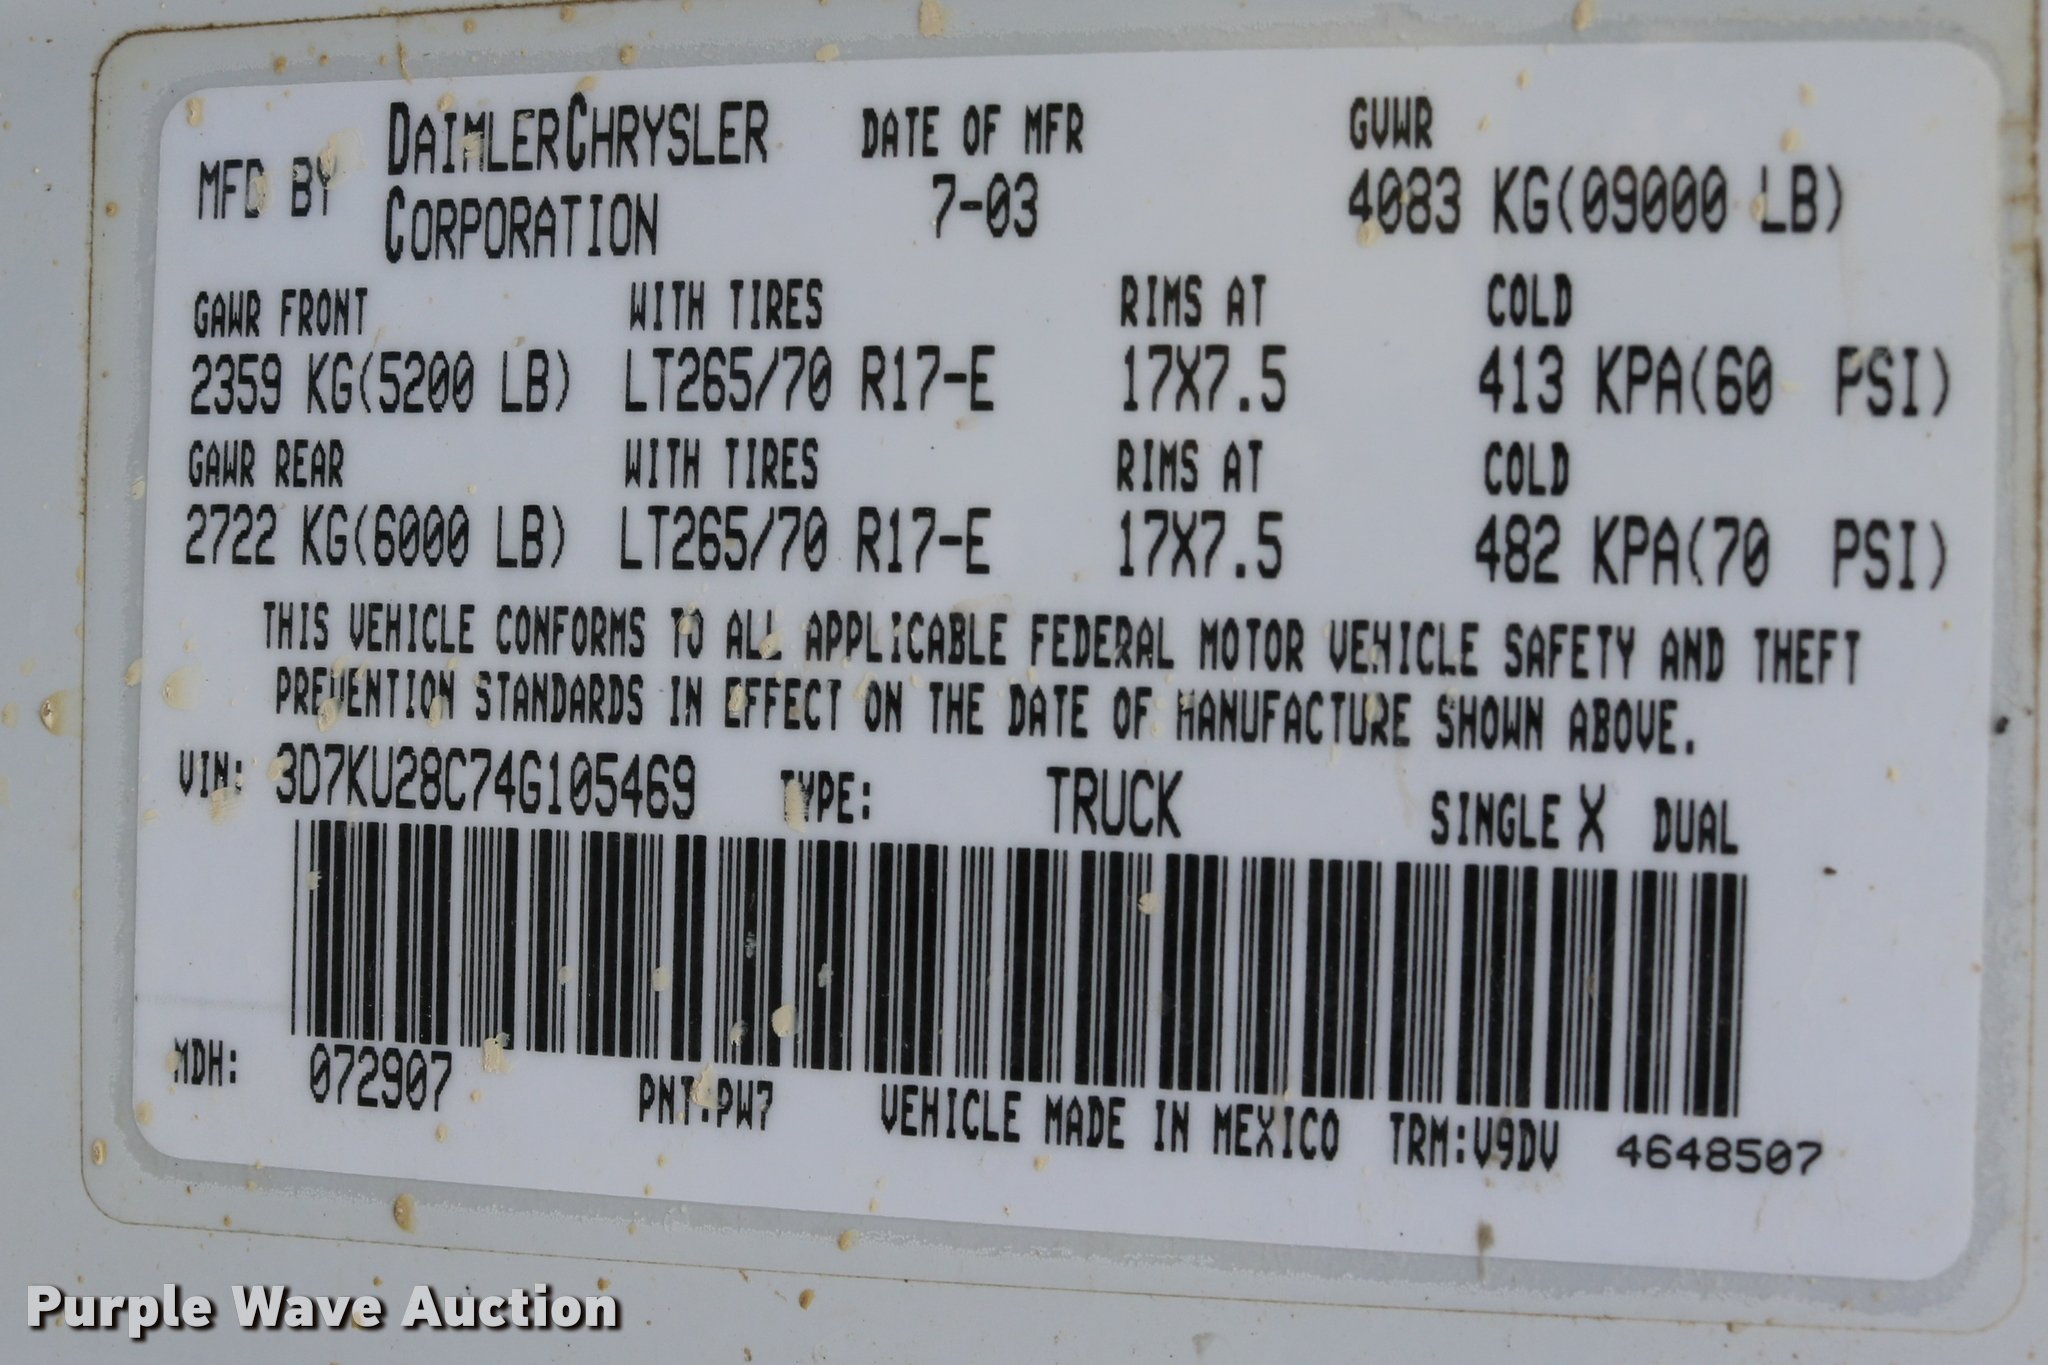 MFD BY DAIMLERCHRYSLER CORPORATION DATE OF MFR 7-03 GVWR 4083 KG(09000 LB)
GAWR FRONT WITH TIRES RIMS AT COLD
2359 KG(5200 LB) LT265/70 R17-E 17X7.5 413 KPA(60 PSI)
GAWR REAR WITH TIRES RIMS AT COLD
2722 KG(6000 LB) LT265/70 R17-E 17X7.5 482 KPA(70 PSI)
THIS VEHICLE CONFORMS TO ALL APPLICABLE FEDERAL MOTOR VEHICLE SAFETY AND THEFT
PREVENTION STANDARDS IN EFFECT ON THE DATE OF MANUFACTURE SHOWN ABOVE.
VIN: 3D7KU28C74G105469 TYPE: TRUCK SINGLE X DUAL
MDH: 072907 PNT:PW7 VEHICLE MADE IN MEXICO TRM:V9DV 4648507
Purple Wave Auction